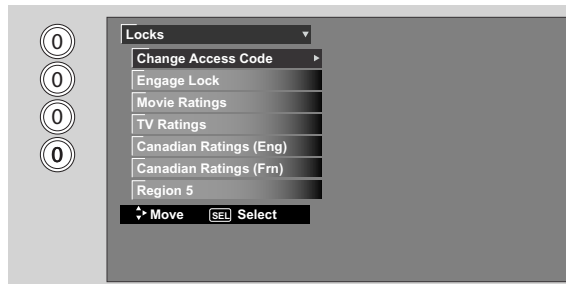 0
0
0
0
Locks
Change Access Code
Engage Lock
Movie Ratings
TV Ratings
Canadian Ratings (Eng)
Canadian Ratings (Frn)
Region 5
Move SEL Select